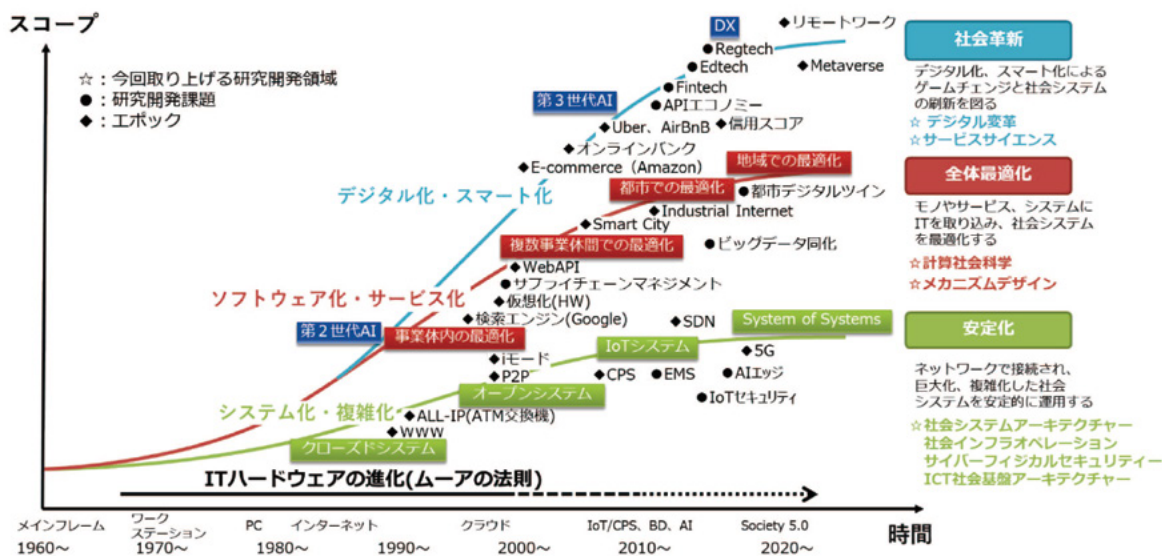 スコープ
☆：今回取り上げる研究開発領域
●：研究開発課題
◆：エポック
DX
◆リモートワーク
●Regtech
●Edtech
◆Metaverse
●Fintech
第３世代AI
●APIエコノミー
◆Uber、AirBnB
◆信用スコア
◆オンラインバンク
◆E-commerce（Amazon）
デジタル化・スマート化
地域での最適化
都市での最適化
●都市デジタルツイン
◆Industrial Internet
◆Smart City
複数事業体間での最適化
●ビッグデータ同化
◆WebAPI
●サプライチェーンマネジメント
ソフトウェア化・サービス化
◆仮想化(HW)
◆検索エンジン(Google)
◆SDN
System of Systems
第２世代AI
事業体内の最適化
IoTシステム
◆iモード
◆5G
◆P2P
◆CPS
●EMS
●AIエッジ
オープンシステム
●IoTセキュリティ
システム化・複雑化
◆ALL-IP(ATM交換機)
◆WWW
クローズドシステム
ITハードウェアの進化(ムーアの法則)
社会革新
デジタル化、スマート化による
ゲームチェンジと社会システム
の刷新を図る
☆ デジタル変革
☆ サービスサイエンス
全体最適化
モノやサービス、システムに
ITを取り込み、社会システム
を最適化する
☆計算社会科学
☆メカニズムデザイン
安定化
ネットワークで接続され、
巨大化、複雑化した社会
システムを安定的に運用する
☆社会システムアーキテクチャー
社会インフラオペレーション
サイバーフィジカルセキュリティー
ICT社会基盤アーキテクチャー
時間
メインフレーム
ワーク
ステーション
PC
インターネット
クラウド
IoT/CPS、BD、AI
Society 5.0
1960～
1970～
1980～
1990～
2000～
2010～
2020～